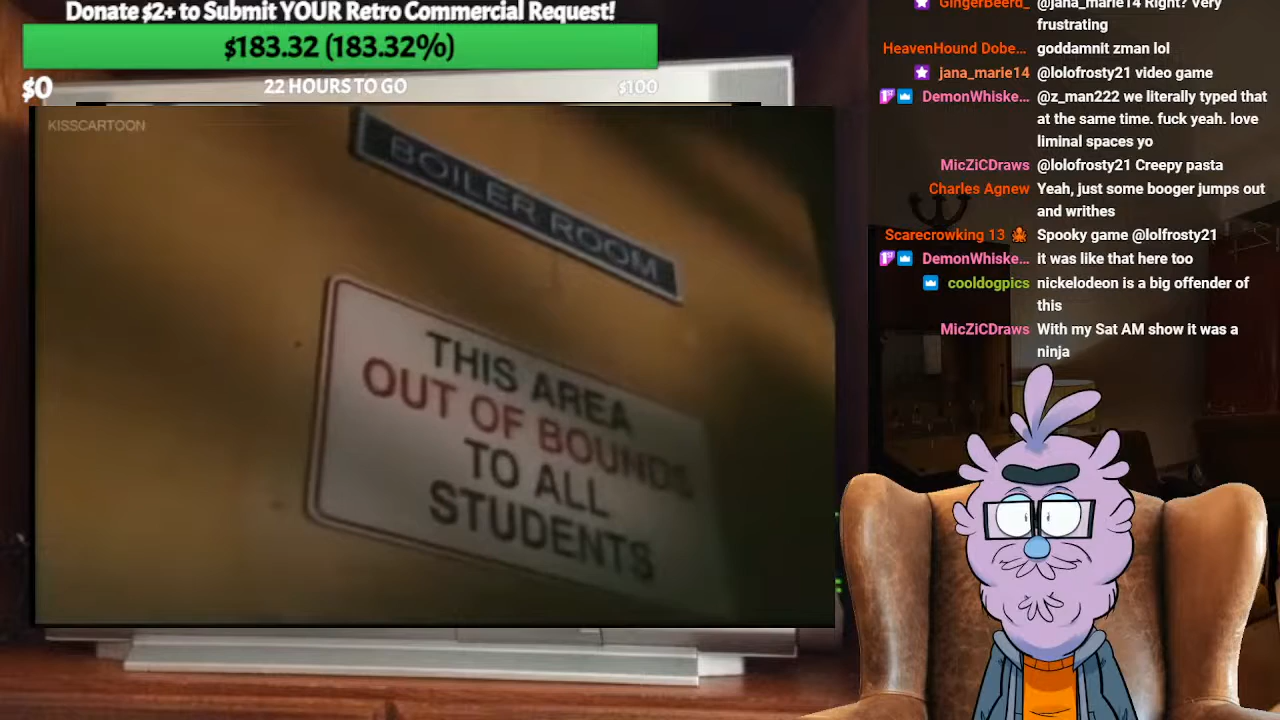 Donate $2+ to Submit YOUR Retro Commercial Request!
$183.32 (183.32%)
$0
22 HOURS TO GO
$100
KISSCARTOON
BOILER ROOM
THIS AREA
OUT OF BOUNDS
TO ALL
STUDENTS
GingerBeerd_ @jana_marie14 Right? Very
frustrating
HeavenHound Dobe... goddamnit zman lol
jana_marie14 @lolofrosty21 video game
DemonWhiske... @z_man222 we literally typed that
at the same time. fuck yeah. love
liminal spaces yo
MicZiCDraws @lolofrosty21 Creepy pasta
Charles Agnew Yeah, just some booger jumps out
and writhes
Scarecrowking 13 Spooky game @lolfrosty21
DemonWhiske... it was like that here too
cooldogpics nickelodeon is a big offender of
this
MicZiCDraws With my Sat AM show it was a
ninja